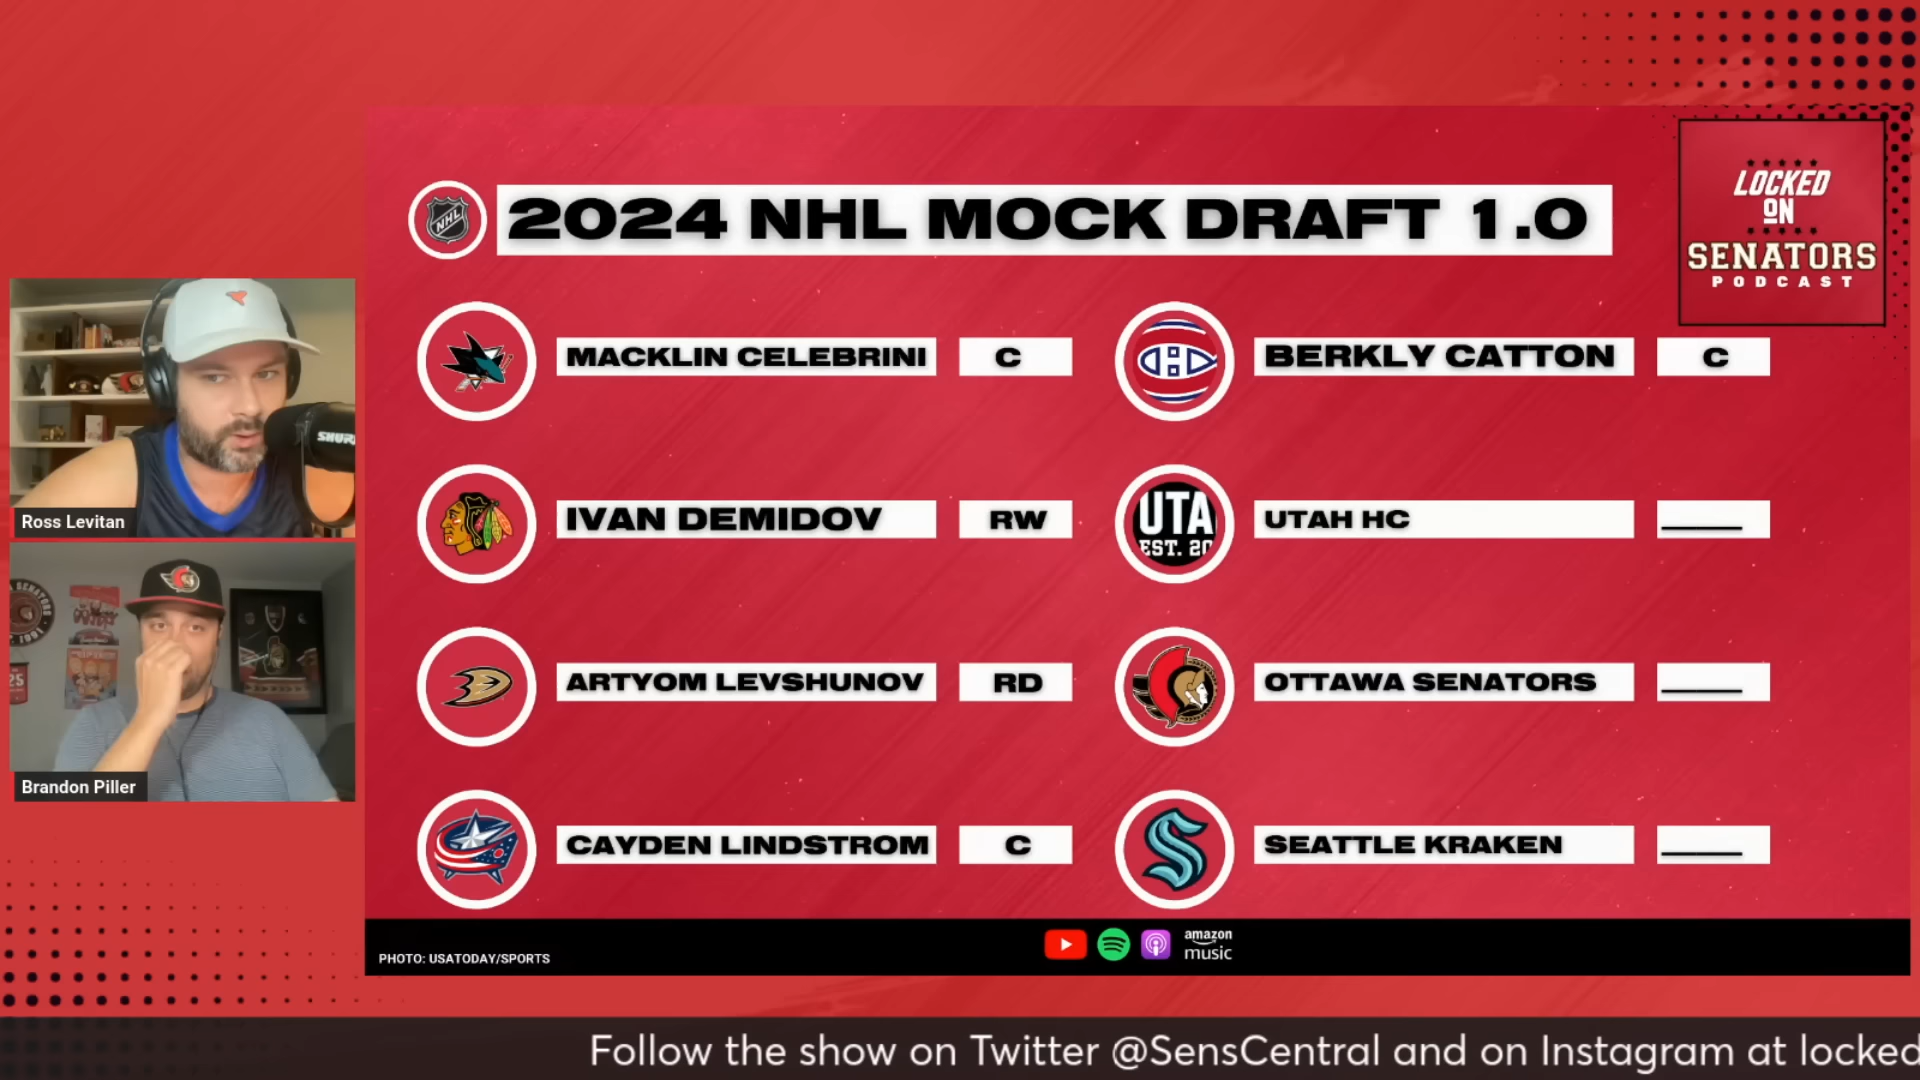 2024 NHL MOCK DRAFT 1.0
NHL
LOCKED
ON
SENATORS
PODCAST
MACKLIN CELEBRINI C
IVAN DEMIDOV RW
ARTYOM LEVSHUNOV RD
CAYDEN LINDSTROM C
BERKLY CATTON C
UTA
EST. 20
UTAH HC
OTTAWA SENATORS
SEATTLE KRAKEN
SHUR
Ross Levitan
Brandon Piller
PHOTO: USATODAY/SPORTS
amazon
music
Follow the show on Twitter @SensCentral and on Instagram at locked